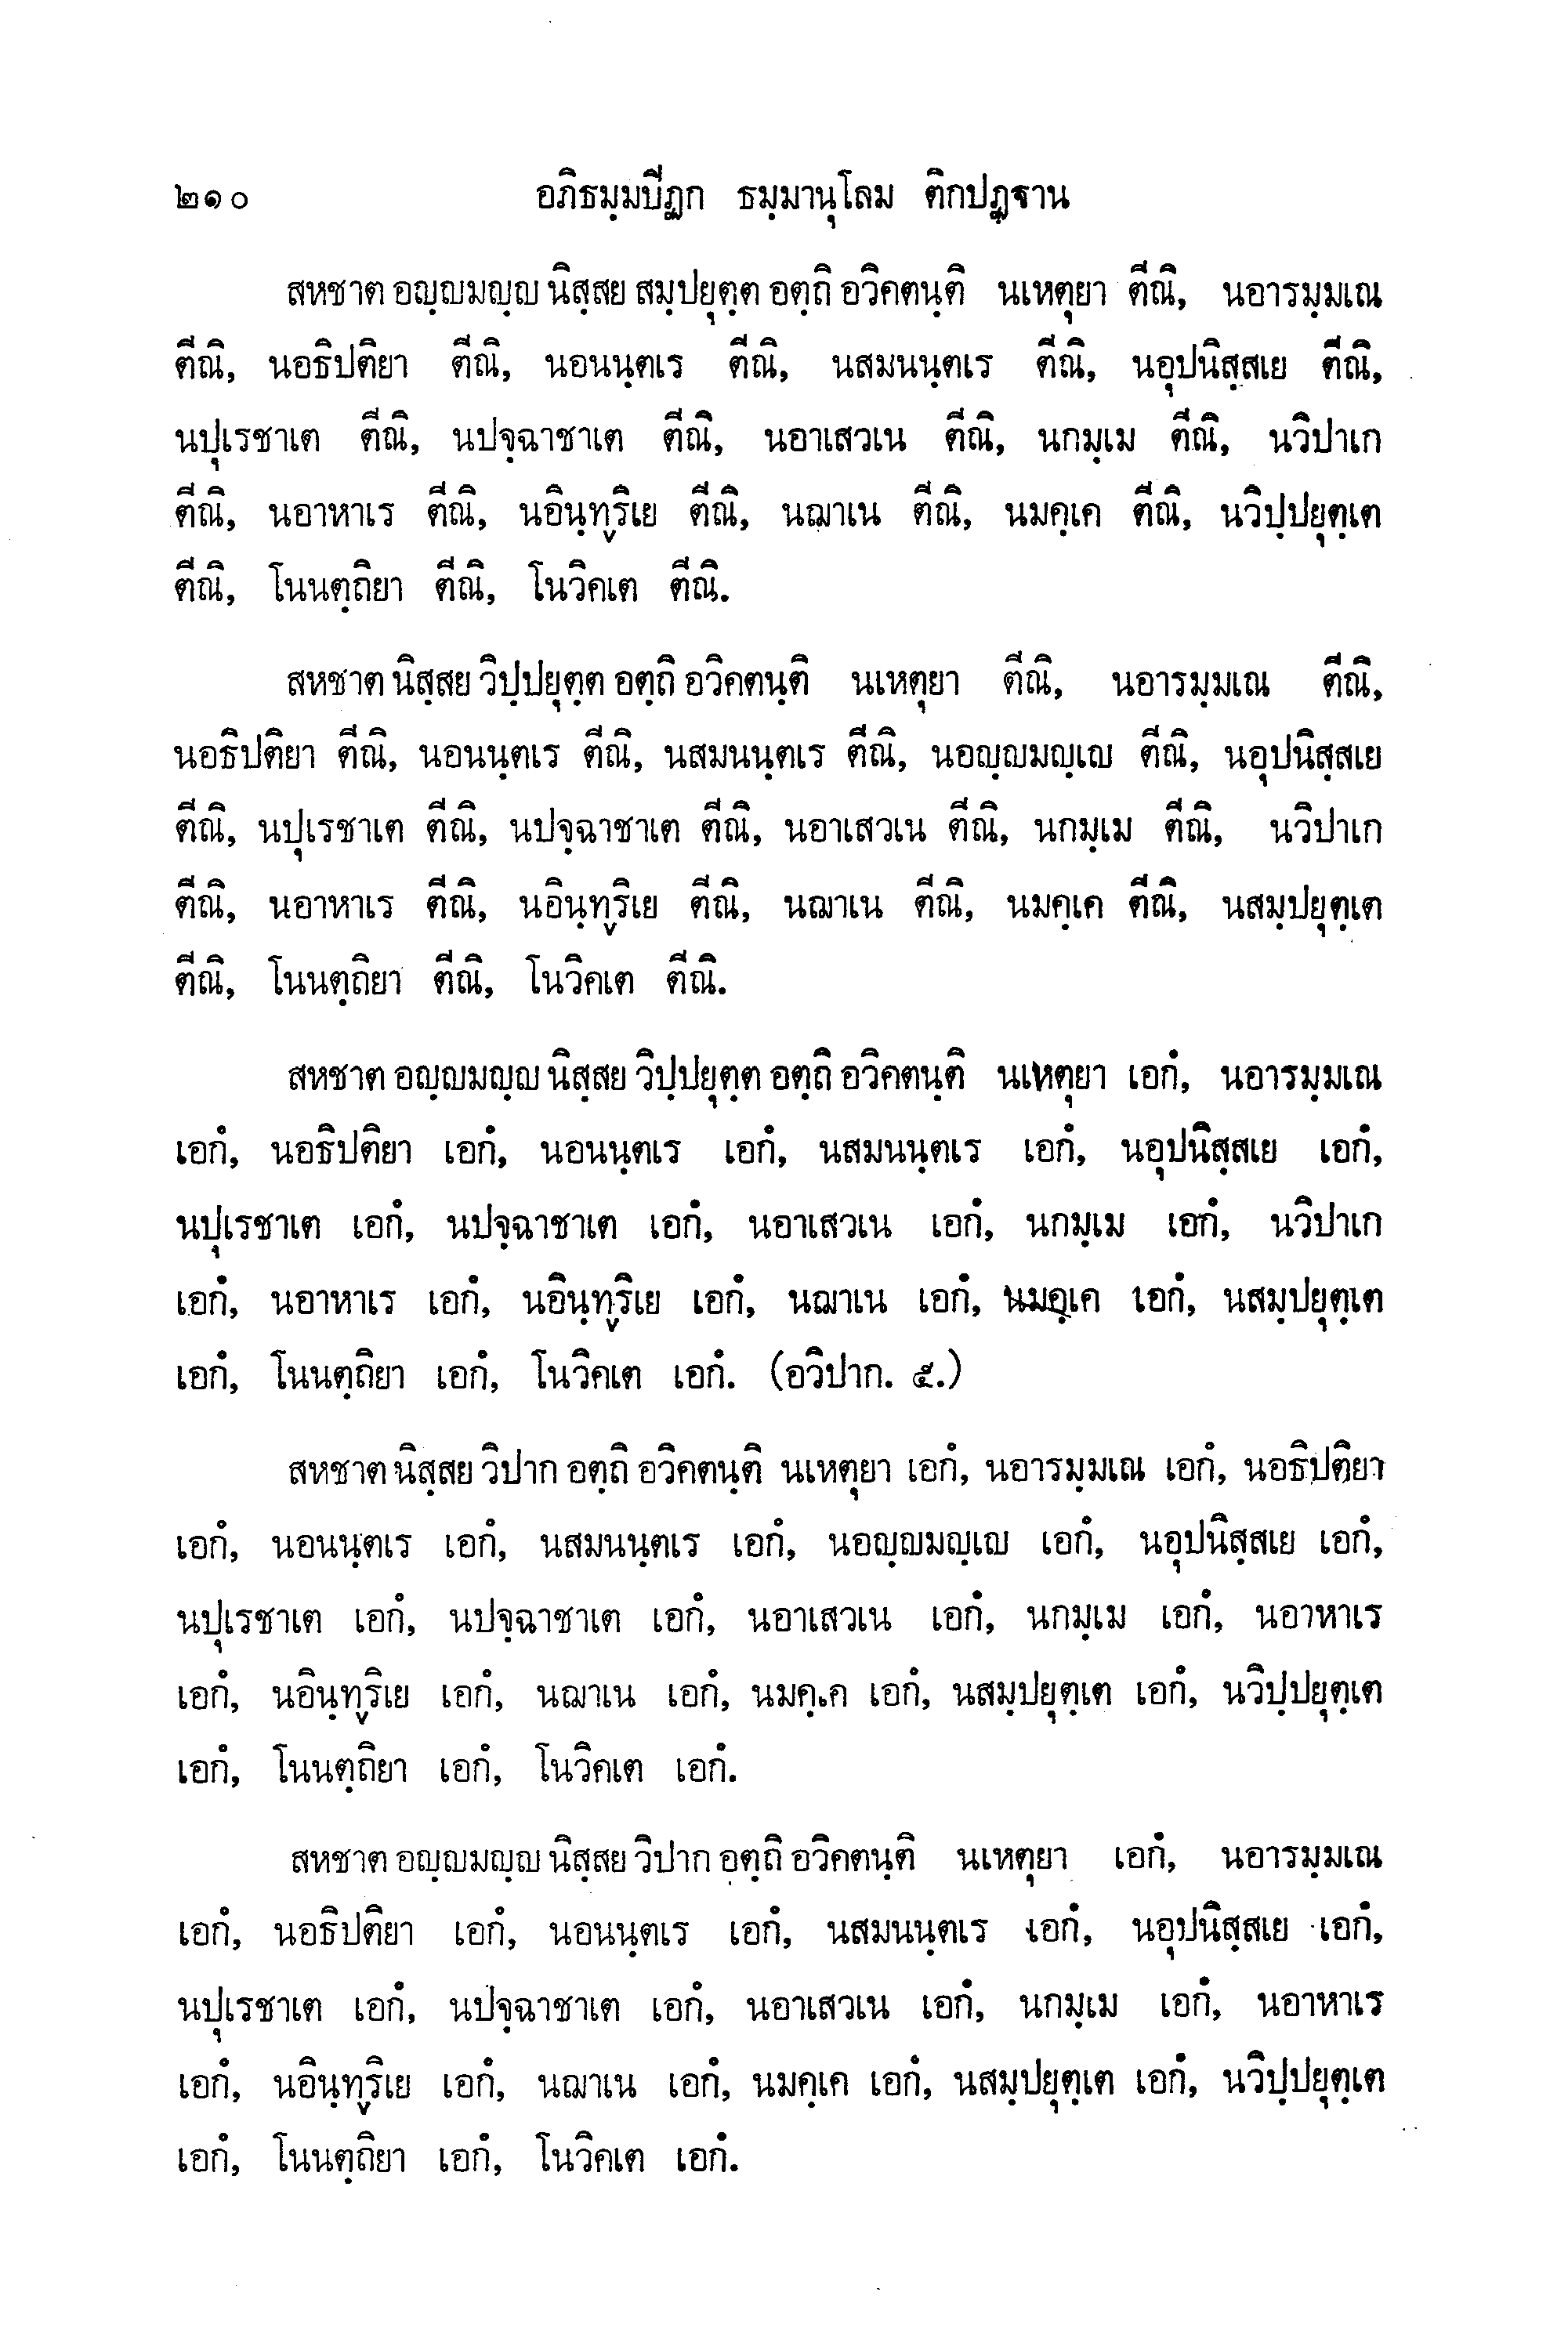 ๒๑๐ อภิธมฺมปีฏก ธมฺมานุโลม ติกปฏฺฐาน
สหชาต อญฺญมญฺญ นิสฺสย สมฺปยุตฺต อตฺถิ อวิคตนฺติ นเหตุยา ตีณิ, นอารมฺมเณ
ตีณิ, นอธิปติยา ตีณิ, นอนนฺตเร ตีณิ, นสมนนฺตเร ตีณิ, นอุปนิสฺสเย ตีณิ,
นปุเรชาเต ตีณิ, นปจฺฉาชาเต ตีณิ, นอาเสวเน ตีณิ, นกมฺเม ตีณิ, นวิปาเก
ตีณิ, นอาหาเร ตีณิ, นอินฺทฺริเย ตีณิ, นฌาเน ตีณิ, นมคฺเค ตีณิ, นวิปฺปยุตฺเต
ตีณิ, โนนตฺถิยา ตีณิ, โนวิคเต ตีณิ.
สหชาต นิสฺสย วิปฺปยุตฺต อตฺถิ อวิคตนฺติ นเหตุยา ตีณิ, นอารมฺมเณ ตีณิ,
นอธิปติยา ตีณิ, นอนนฺตเร ตีณิ, นสมนนฺตเร ตีณิ, นอญฺญมญฺเญ ตีณิ, นอุปนิสฺสเย
ตีณิ, นปุเรชาเต ตีณิ, นปจฺฉาชาเต ตีณิ, นอาเสวเน ตีณิ, นกมฺเม ตีณิ, นวิปาเก
ตีณิ, นอาหาเร ตีณิ, นอินฺทฺริเย ตีณิ, นฌาเน ตีณิ, นมคฺเค ตีณิ, นสมฺปยุตฺเต
ตีณิ, โนนตฺถิยา ตีณิ, โนวิคเต ตีณิ.
สหชาต อญฺญมญฺญ นิสฺสย วิปฺปยุตฺต อตฺถิ อวิคตนฺติ นเหตุยา เอกํ, นอารมฺมเณ
เอกํ, นอธิปติยา เอกํ, นอนนฺตเร เอกํ, นสมนนฺตเร เอกํ, นอุปนิสฺสเย เอกํ,
นปุเรชาเต เอกํ, นปจฺฉาชาเต เอกํ, นอาเสวเน เอกํ, นกมฺเม เอกํ, นวิปาเก
เอกํ, นอาหาเร เอกํ, นอินฺทฺริเย เอกํ, นฌาเน เอกํ, นมคฺเค เอกํ, นสมฺปยุตฺเต
เอกํ, โนนตฺถิยา เอกํ, โนวิคเต เอกํ. (อวิปาก. ๕.)
สหชาต นิสฺสย วิปาก อตฺถิ อวิคตนฺติ นเหตุยา เอกํ, นอารมฺมเณ เอกํ, นอธิปติยา
เอกํ, นอนนฺตเร เอกํ, นสมนนฺตเร เอกํ, นอญฺญมญฺเญ เอกํ, นอุปนิสฺสเย เอกํ,
นปุเรชาเต เอกํ, นปจฺฉาชาเต เอกํ, นอาเสวเน เอกํ, นกมฺเม เอกํ, นอาหาเร
เอกํ, นอินฺทฺริเย เอกํ, นฌาเน เอกํ, นมคฺเค เอกํ, นสมฺปยุตฺเต เอกํ, นวิปฺปยุตฺเต
เอกํ, โนนตฺถิยา เอกํ, โนวิคเต เอกํ.
สหชาต อญฺญมญฺญ นิสฺสย วิปาก อตฺถิ อวิคตนฺติ นเหตุยา เอกํ, นอารมฺมเณ
เอกํ, นอธิปติยา เอกํ, นอนนฺตเร เอกํ, นสมนนฺตเร เอกํ, นอุปนิสฺสเย เอกํ,
นปุเรชาเต เอกํ, นปจฺฉาชาเต เอกํ, นอาเสวเน เอกํ, นกมฺเม เอกํ, นอาหาเร
เอกํ, นอินฺทฺริเย เอกํ, นฌาเน เอกํ, นมคฺเค เอกํ, นสมฺปยุตฺเต เอกํ, นวิปฺปยุตฺเต
เอกํ, โนนตฺถิยา เอกํ, โนวิคเต เอกํ.